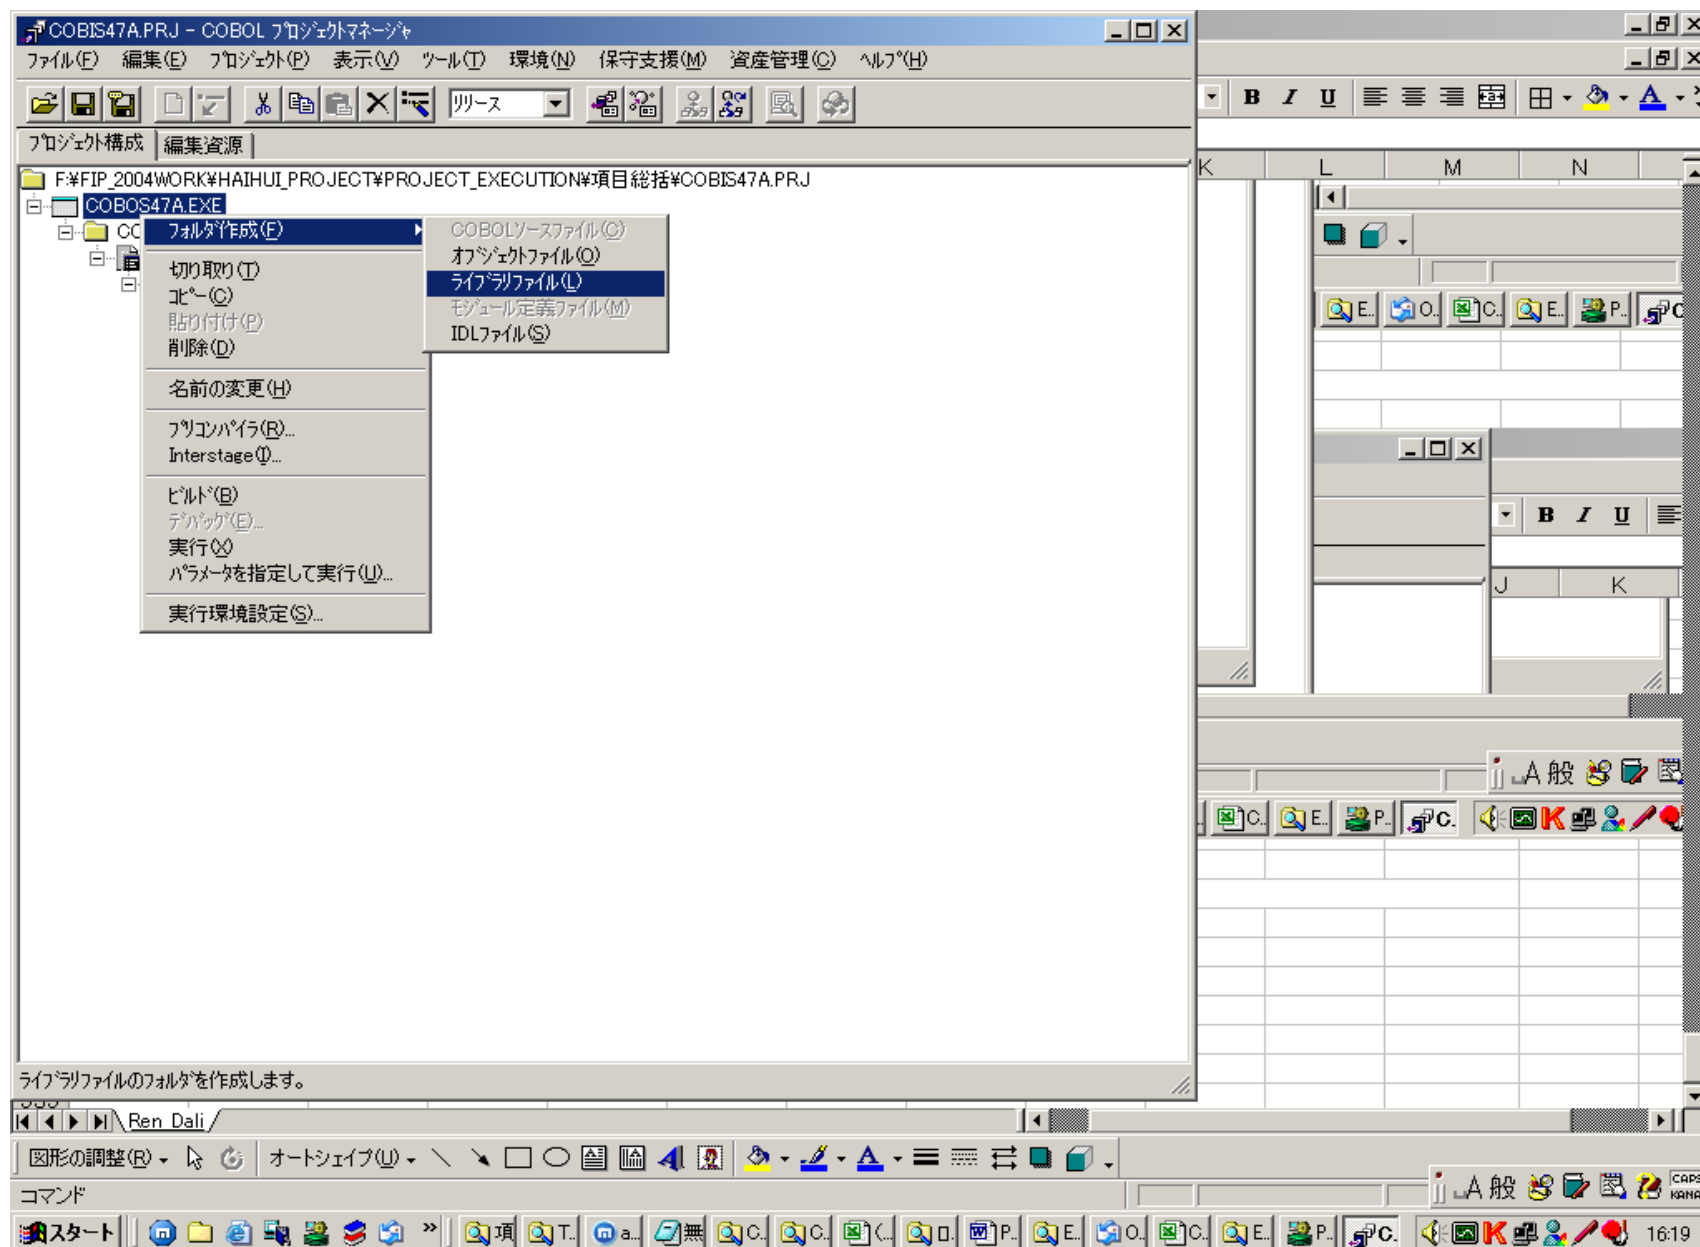 COBIS47A.PRJ - COBOL ﾌﾟﾛｼﾞｪｸﾄﾏﾈｰｼﾞｬ
ﾌｧｲﾙ(F) 編集(E) ﾌﾟﾛｼﾞｪｸﾄ(P) 表示(V) ﾂｰﾙ(T) 環境(N) 保守支援(M) 資産管理(C) ﾍﾙﾌﾟ(H)
ﾘﾘｰｽ
B I U A
ﾌﾟﾛｼﾞｪｸﾄ構成 編集資源
K L M N
F:¥FIP_2004WORK¥HAIHUI_PROJECT¥PROJECT_EXECUTION¥項目総括¥COBIS47A.PRJ
COBOS47A.EXE
CO
ﾌｫﾙﾀﾞ作成(F)
COBOLｿｰｽﾌｧｲﾙ(C)
ｵﾌﾞｼﾞｪｸﾄﾌｧｲﾙ(O)
ﾗｲﾌﾞﾗﾘﾌｧｲﾙ(L)
ﾓｼﾞｭｰﾙ定義ﾌｧｲﾙ(M)
IDLﾌｧｲﾙ(S)
切り取り(T)
ｺﾋﾟｰ(C)
貼り付け(P)
削除(D)
名前の変更(H)
ﾌﾟﾘｺﾝﾊﾟｲﾗ(R)...
Interstage(I)...
ﾋﾞﾙﾄﾞ(B)
ﾃﾞﾊﾞｯｸﾞ(E)...
実行(X)
ﾊﾟﾗﾒｰﾀを指定して実行(U)...
実行環境設定(S)...
E.. O.. C.. E.. P.. C
B I U
J K
A 般
C.. E.. P.. C.
ﾗｲﾌﾞﾗﾘﾌｧｲﾙのﾌｫﾙﾀﾞを作成します。
Ren Dali
図形の調整(R) オートシェイプ(U) A
コマンド
A 般 CAPS KANA
スタート » 項 T.. a... 無 C.. C.. (... ロ.. P.. E.. O.. C.. E.. P.. C. 16:19